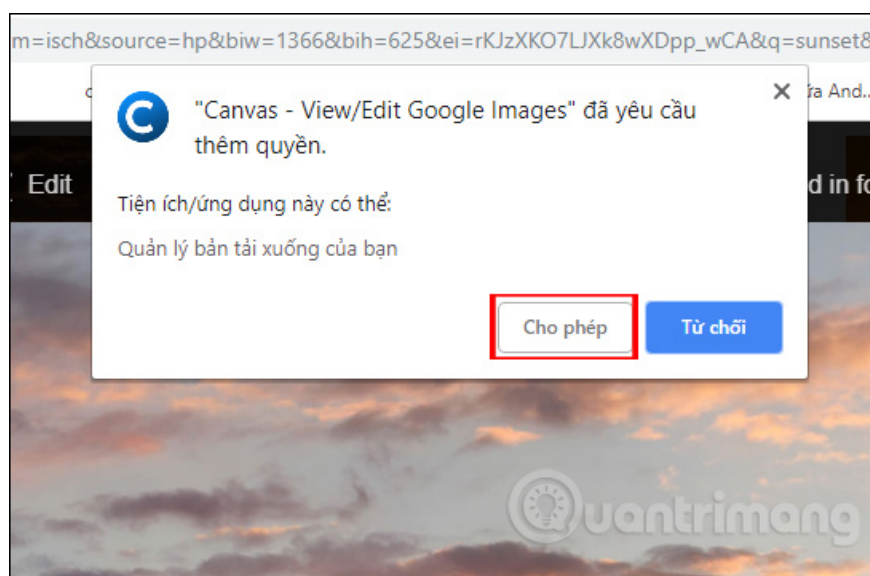 m=isch&source=hp&biw=1366&bih=625&ei=rKJzXKO7LJXk8wXDpp_wCA&q=sunset&
"Canvas - View/Edit Google Images" đã yêu cầu
thêm quyền.
ĩa And..
Edit
d in fo
Tiện ích/ứng dụng này có thể:
Quản lý bản tải xuống của bạn
Cho phép
Từ chối
Quantrimang